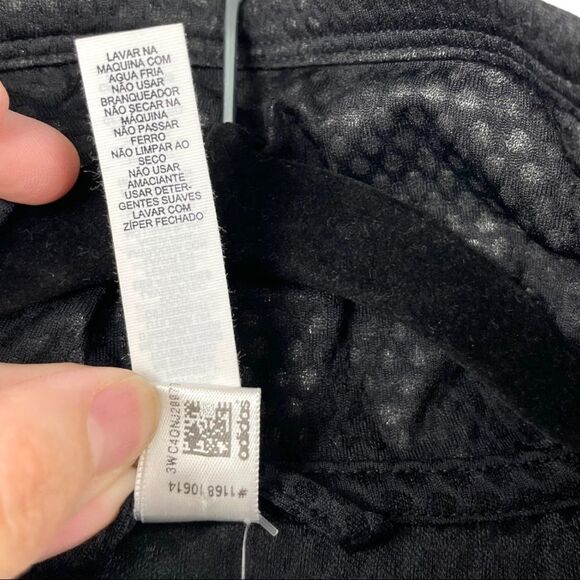 LAVAR NA
MÁQUINA COM
ÁGUA FRIA
NÃO USAR
BRANQUEADOR
NÃO SECAR NA
MÁQUINA
NÃO PASSAR
FERRO
NÃO LIMPAR AO
SECO
NÃO USAR
AMACIANTE
USAR DETER-
GENTES SUAVES
LAVAR COM
ZÍPER FECHADO
adidas
#1168 10614